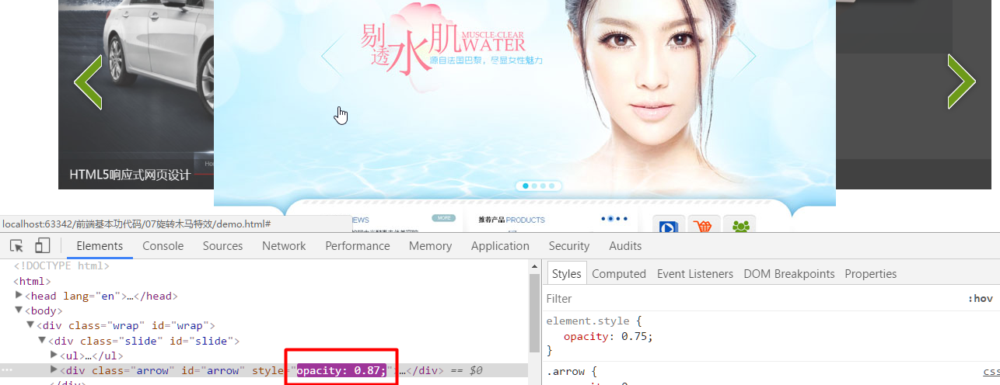 剔透水肌
MUSCLE-CLEAR
WATER
源自法国巴黎，尽显女性魅力
HTML5响应式网页设计
NEWS
MORE
推荐产品 PRODUCTS
localhost:63342/前端基本功代码/07旋转木马特效/demo.html#
Elements Console Sources Network Performance Memory Application Security Audits
<!DOCTYPE html>
<html>
▶<head lang="en">…</head>
▼<body>
▼<div class="wrap" id="wrap">
▼<div class="slide" id="slide">
▶<ul>…</ul>
… ▶<div class="arrow" id="arrow" style="opacity: 0.87;">…</div> == $0
</div>
Styles Computed Event Listeners DOM Breakpoints Properties
Filter :hov
element.style {
opacity: 0.75;
}
.arrow { css